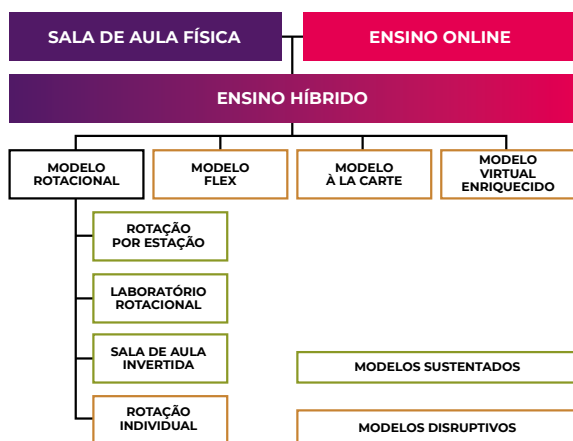 SALA DE AULA FÍSICA
ENSINO ONLINE
ENSINO HÍBRIDO
MODELO
ROTACIONAL
MODELO
FLEX
MODELO
À LA CARTE
MODELO
VIRTUAL
ENRIQUECIDO
ROTAÇÃO
POR ESTAÇÃO
LABORATÓRIO
ROTACIONAL
SALA DE AULA
INVERTIDA
MODELOS SUSTENTADOS
ROTAÇÃO
INDIVIDUAL
MODELOS DISRUPTIVOS